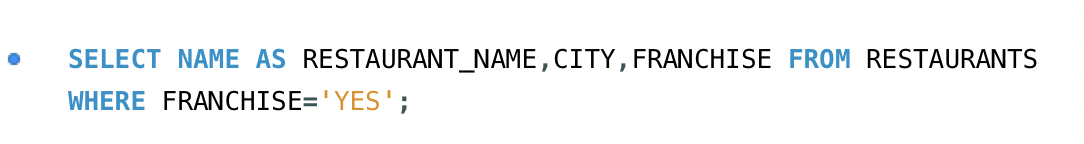 SELECT NAME AS RESTAURANT_NAME,CITY,FRANCHISE FROM RESTAURANTS
WHERE FRANCHISE='YES';